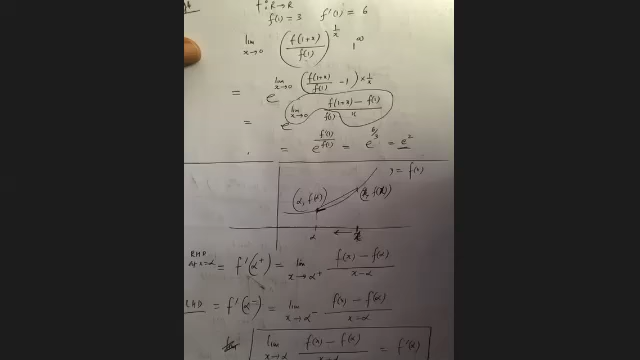 f: R → R
f(1) = 3   f'(1) = 6
lim x→0 (f(1+x)/f(1))^(1/x)   1^∞
= e^(lim x→0 (f(1+x)/f(1) - 1) × 1/x)
= e^(lim x→0 (f(1+x) - f(1))/(f(1) x))
= e^(f'(1)/f(1)) = e^(6/3) = e^2
y = f(x)
(α, f(α))   (x, f(x))
α   x
RHD at x=α = f'(α+) = lim x→α+ (f(x) - f(α))/(x-α)
LHD = f'(α-) = lim x→α- (f(x) - f(α))/(x-α)
lim x→α (f(x) - f(α))/(x-α) = f'(α)